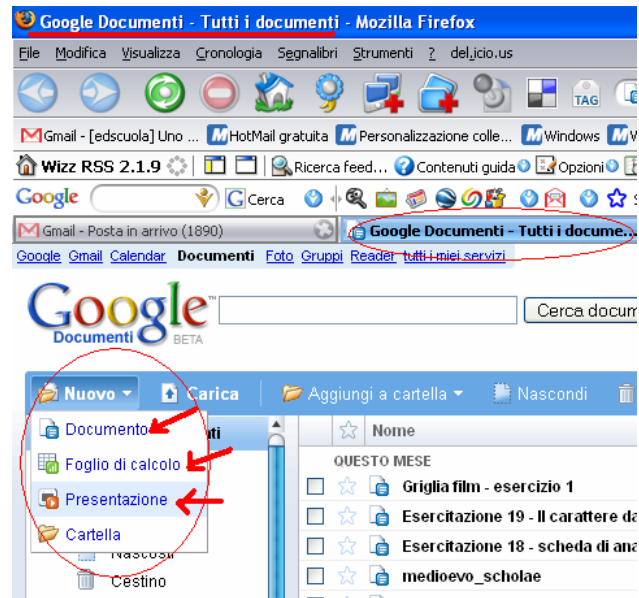 Google Documenti - Tutti i documenti - Mozilla Firefox
File Modifica Visualizza Cronologia Segnalibri Strumenti ? del.icio.us
TAG
Gmail - [edscuola] Uno ... HotMail gratuita Personalizzazione colle... Windows
Wizz RSS 2.1.9 Ricerca feed... Contenuti guida Opzioni
Google G Cerca
Gmail - Posta in arrivo (1890) Google Documenti - Tutti i docume...
Google Gmail Calendar Documenti Foto Gruppi Reader tutti i miei servizi
Google™ Cerca docum
Documenti BETA
Nuovo Carica Aggiungi a cartella Nascondi
Documento ti Nome
QUESTO MESE
Foglio di calcolo
Griglia film - esercizio 1
Presentazione
Esercitazione 19 - Il carattere da
Cartella
Esercitazione 18 - scheda di ana
Nascosti
Cestino medioevo_scholae